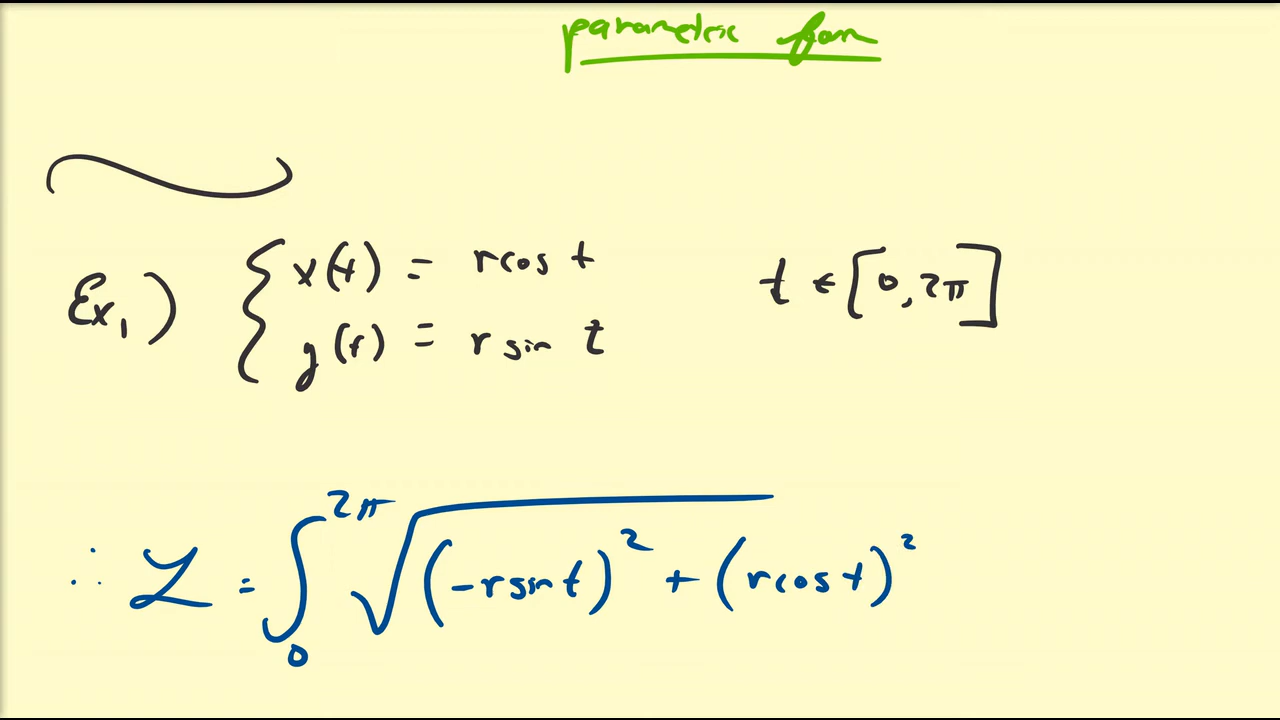 parametric form
Ex₁) { x(t) = r cos t
y(t) = r sin t
t ∈ [0, 2π]
∴ L = ∫₀^2π √(-r sin t)² + (r cos t)²